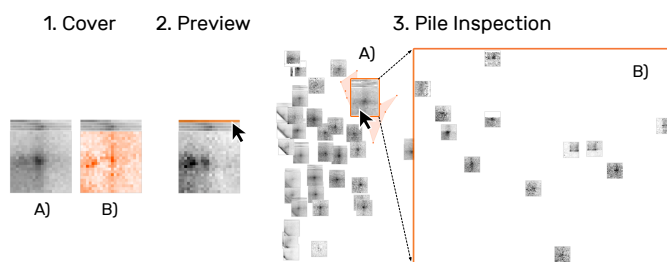 1. Cover
2. Preview
3. Pile Inspection
A)
B)
A)
B)